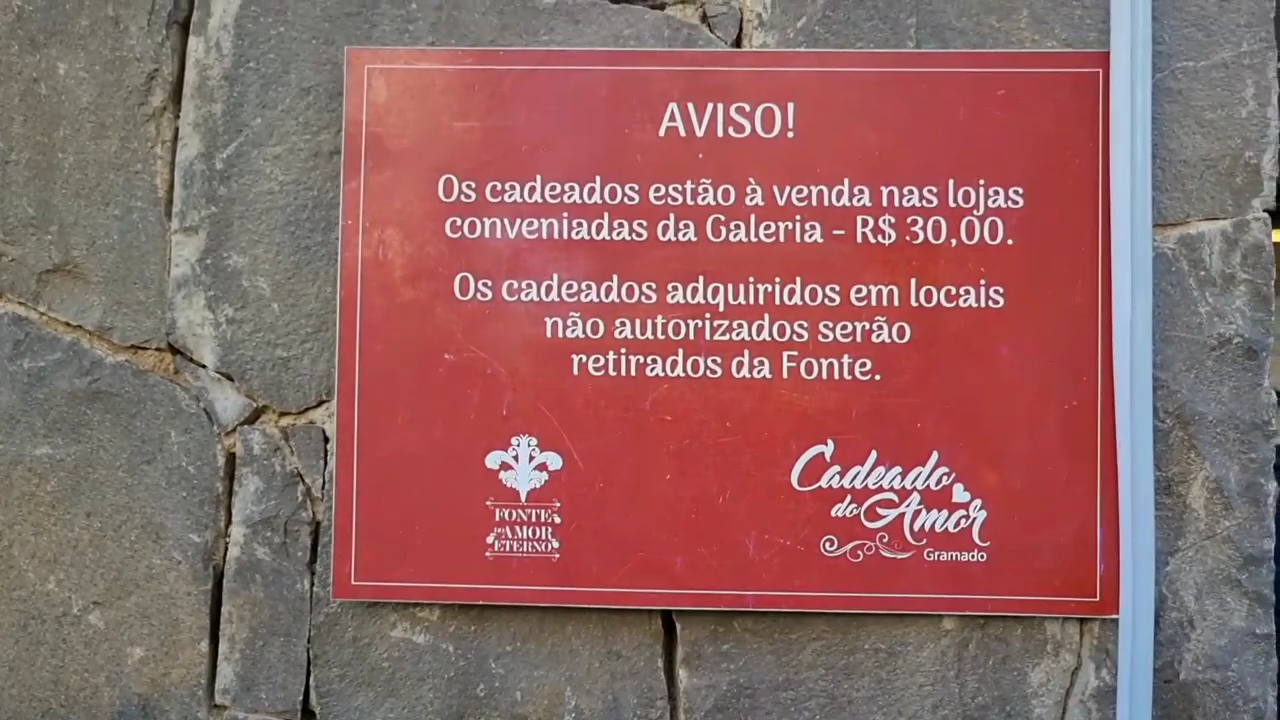 AVISO!
Os cadeados estão à venda nas lojas
conveniadas da Galeria - R$ 30,00.
Os cadeados adquiridos em locais
não autorizados serão
retirados da Fonte.
FONTE
DO AMOR
ETERNO
Cadeado
do Amor
Gramado